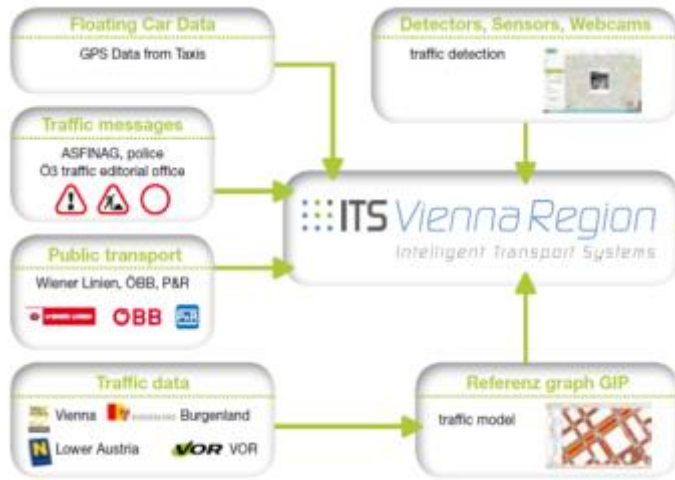 Floating Car Data
GPS Data from Taxis
Detectors, Sensors, Webcams
traffic detection
Traffic messages
ASFINAG, police
Ö3 traffic editorial office
ITS Vienna Region
Intelligent Transport Systems
Public transport
Wiener Linien, ÖBB, P&R
ÖBB
P+R
Traffic data
Vienna
Burgenland
N Lower Austria
VOR VOR
Referenz graph GIP
traffic model